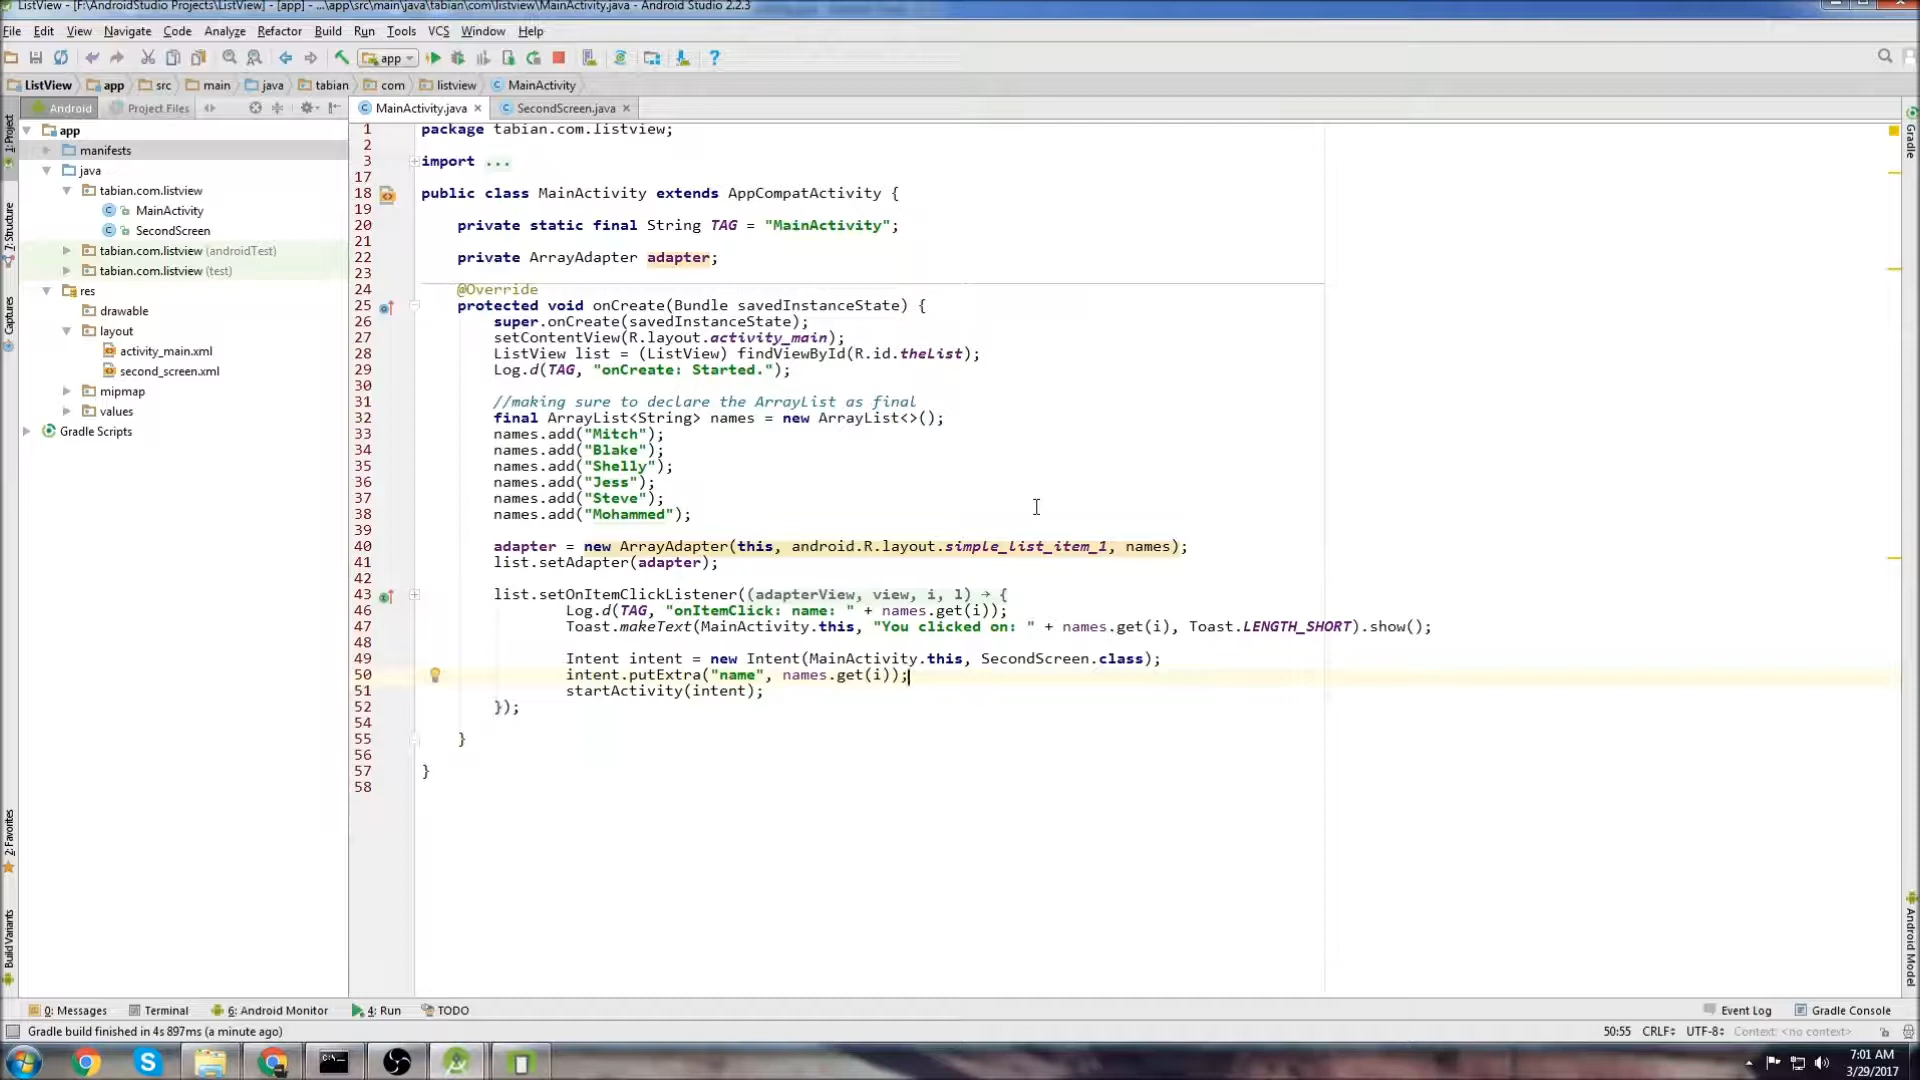 ListView - [F:\AndroidStudio Projects\ListView] - [app] - ...\app\src\main\java\tabian\com\listview\MainActivity.java - Android Studio 2.2.3
File Edit View Navigate Code Analyze Refactor Build Run Tools VCS Window Help
app
ListView app src main java tabian com listview MainActivity
Android Project Files MainActivity.java SecondScreen.java
1: Project
7: Structure
Captures
2: Favorites
Build Variants
app
manifests
java
tabian.com.listview
MainActivity
SecondScreen
tabian.com.listview (androidTest)
tabian.com.listview (test)
res
drawable
layout
activity_main.xml
second_screen.xml
mipmap
values
Gradle Scripts
1 package tabian.com.listview;
2
3 import ...
17
18 public class MainActivity extends AppCompatActivity {
19
20 private static final String TAG = "MainActivity";
21
22 private ArrayAdapter adapter;
23
24 @Override
25 protected void onCreate(Bundle savedInstanceState) {
26 super.onCreate(savedInstanceState);
27 setContentView(R.layout.activity_main);
28 ListView list = (ListView) findViewById(R.id.theList);
29 Log.d(TAG, "onCreate: Started.");
30
31 //making sure to declare the ArrayList as final
32 final ArrayList<String> names = new ArrayList<>();
33 names.add("Mitch");
34 names.add("Blake");
35 names.add("Shelly");
36 names.add("Jess");
37 names.add("Steve");
38 names.add("Mohammed");
39
40 adapter = new ArrayAdapter(this, android.R.layout.simple_list_item_1, names);
41 list.setAdapter(adapter);
42
43 list.setOnItemClickListener((adapterView, view, i, l) → {
46 Log.d(TAG, "onItemClick: name: " + names.get(i));
47 Toast.makeText(MainActivity.this, "You clicked on: " + names.get(i), Toast.LENGTH_SHORT).show();
48
49 Intent intent = new Intent(MainActivity.this, SecondScreen.class);
50 intent.putExtra("name", names.get(i));
51 startActivity(intent);
52 });
54
55 }
56
57 }
58
Gradle
Android Model
0: Messages Terminal 6: Android Monitor 4: Run TODO Event Log Gradle Console
Gradle build finished in 4s 897ms (a minute ago) 50:55 CRLF UTF-8 Context: <no context>
7:01 AM
3/29/2017